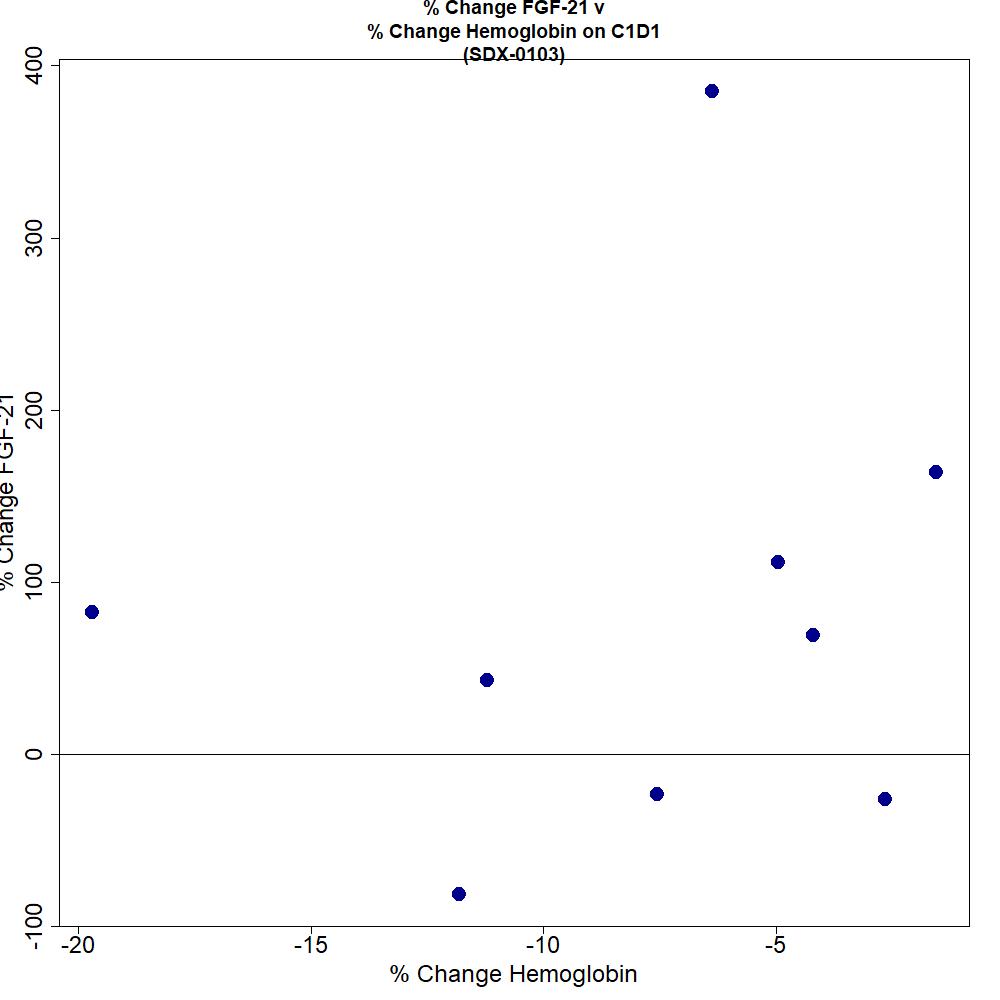 % Change FGF-21 v
% Change Hemoglobin on C1D1
(SDX-0103)
400
300
200
100
0
-100
% Change FGF-21
-20
-15
-10
-5
% Change Hemoglobin